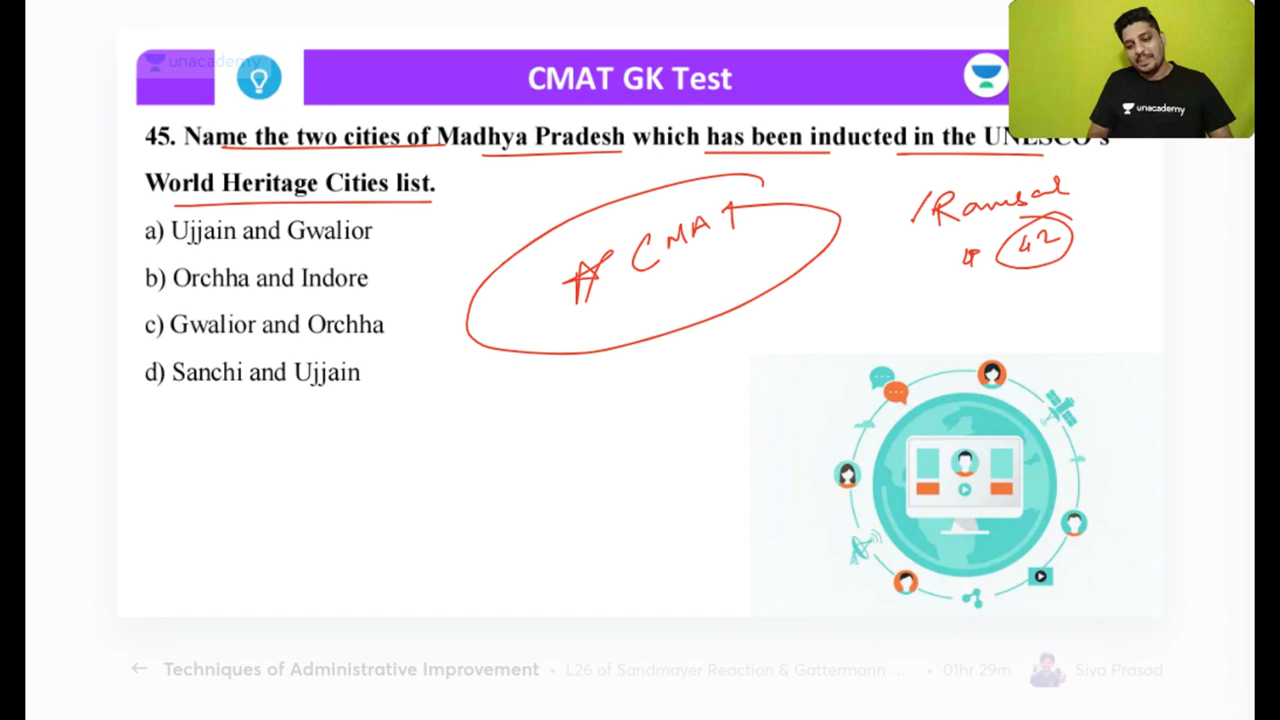 unacademy
CMAT GK Test
unacademy
45. Name the two cities of Madhya Pradesh which has been inducted in the UNESCO's
World Heritage Cities list.
a) Ujjain and Gwalior
b) Orchha and Indore
c) Gwalior and Orchha
d) Sanchi and Ujjain
CMAT
/Ramsal
42
Techniques of Administrative Improvement • L26 of Sandmayer Reaction & Gattermann ... • 01hr 29m Siva Prasad